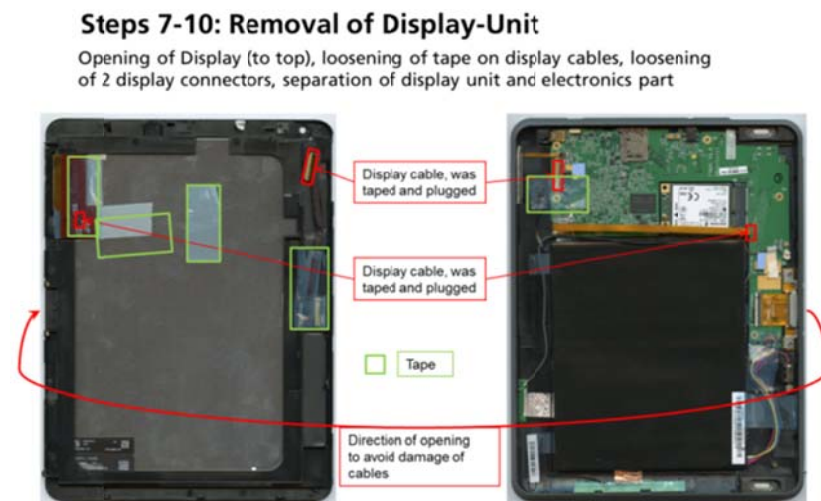 Steps 7-10: Removal of Display-Unit
Opening of Display (to top), loosening of tape on display cables, loosening
of 2 display connectors, separation of display unit and electronics part
Display cable, was
taped and plugged
Display cable, was
taped and plugged
Tape
Direction of opening
to avoid damage of
cables